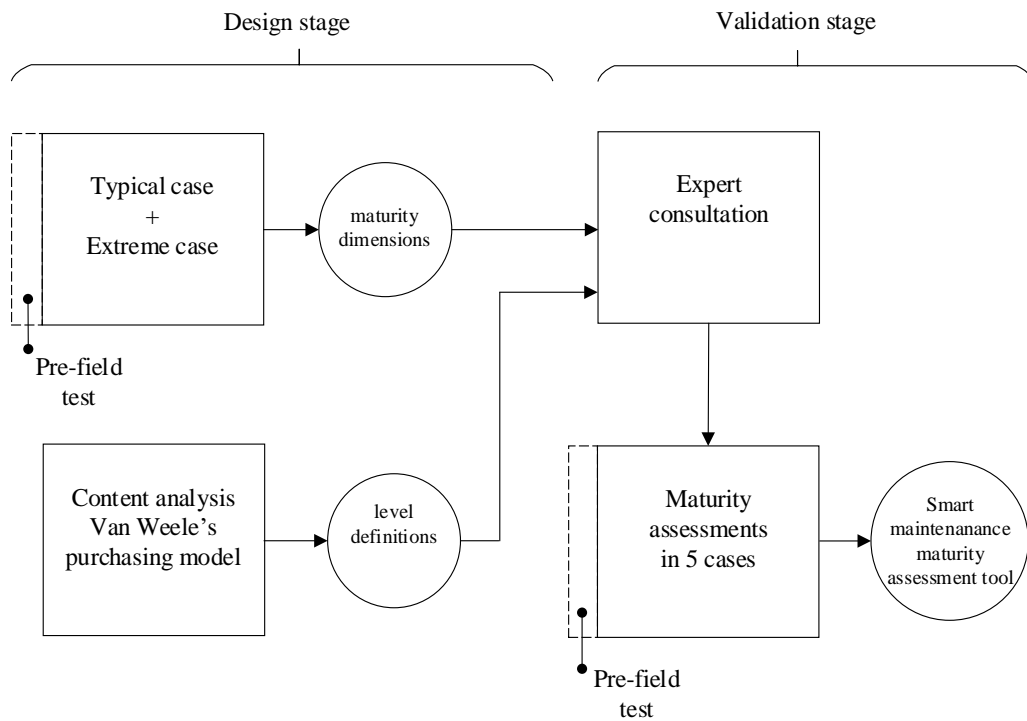 Design stage
Validation stage
Typical case
+
Extreme case
maturity
dimensions
Expert
consultation
Pre-field
test
Content analysis
Van Weele's
purchasing model
level
definitions
Maturity
assessments
in 5 cases
Smart
maintenanance
maturity
assessment tool
Pre-field
test